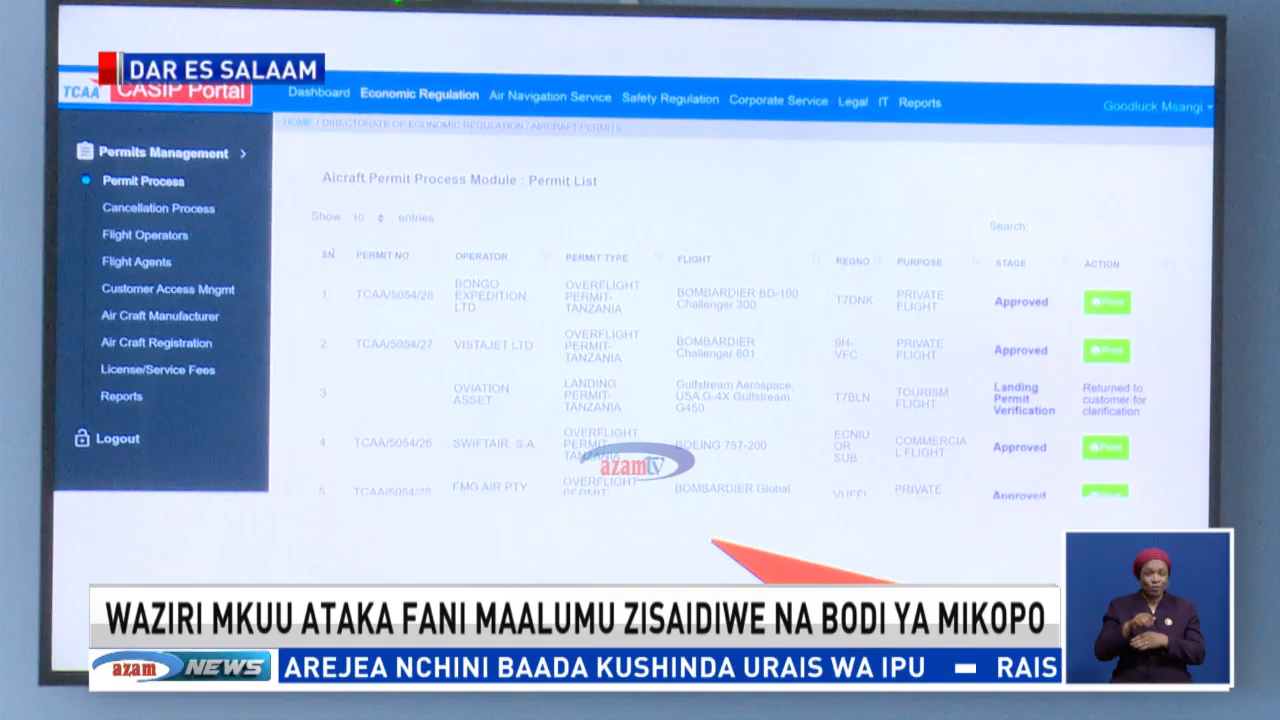 DAR ES SALAAM
TCAA CASIP Portal
Dashboard Economic Regulation Air Navigation Service Safety Regulation Corporate Service Legal IT Reports
Goodluck Msangi
HOME / DIRECTORATE OF ECONOMIC REGULATION / AIRCRAFT PERMITS
Permits Management
Permit Process
Cancellation Process
Flight Operators
Flight Agents
Customer Access Mngmt
Air Craft Manufacturer
Air Craft Registration
License/Service Fees
Reports
Logout
Aicraft Permit Process Module : Permit List
Show 10 entries
Search:
SN PERMIT NO OPERATOR PERMIT TYPE FLIGHT REGNO PURPOSE STAGE ACTION
1 TCAA/5054/28
BONGO
EXPEDITION
LTD
OVERFLIGHT
PERMIT-
TANZANIA
BOMBARDIER BD-100
Challenger 300
T7DNK
PRIVATE
FLIGHT
Approved
Print
2 TCAA/5054/27
VISTAJET LTD
OVERFLIGHT
PERMIT-
TANZANIA
BOMBARDIER
Challenger 601
9H-
VFC
PRIVATE
FLIGHT
Approved
Print
3
OVIATION
ASSET
LANDING
PERMIT-
TANZANIA
Gulfstream Aerospace,
USA G-4X Gulfstream
G450
T7BLN
TOURISM
FLIGHT
Landing
Permit
Verification
Returned to
customer for
clarification
4 TCAA/5054/26
SWIFTAIR, S.A
OVERFLIGHT
PERMIT-
TANZANIA
BOEING 757-200
ECNIU
OR
SUB
COMMERCIA
L FLIGHT
Approved
Print
5 TCAA/5054/25
FMG AIR PTY
OVERFLIGHT
PERMIT-
BOMBARDIER Global
PRIVATE
Approved
azam tv
WAZIRI MKUU ATAKA FANI MAALUMU ZISAIDIWE NA BODI YA MIKOPO
azam NEWS
AREJEA NCHINI BAADA KUSHINDA URAIS WA IPU – RAIS